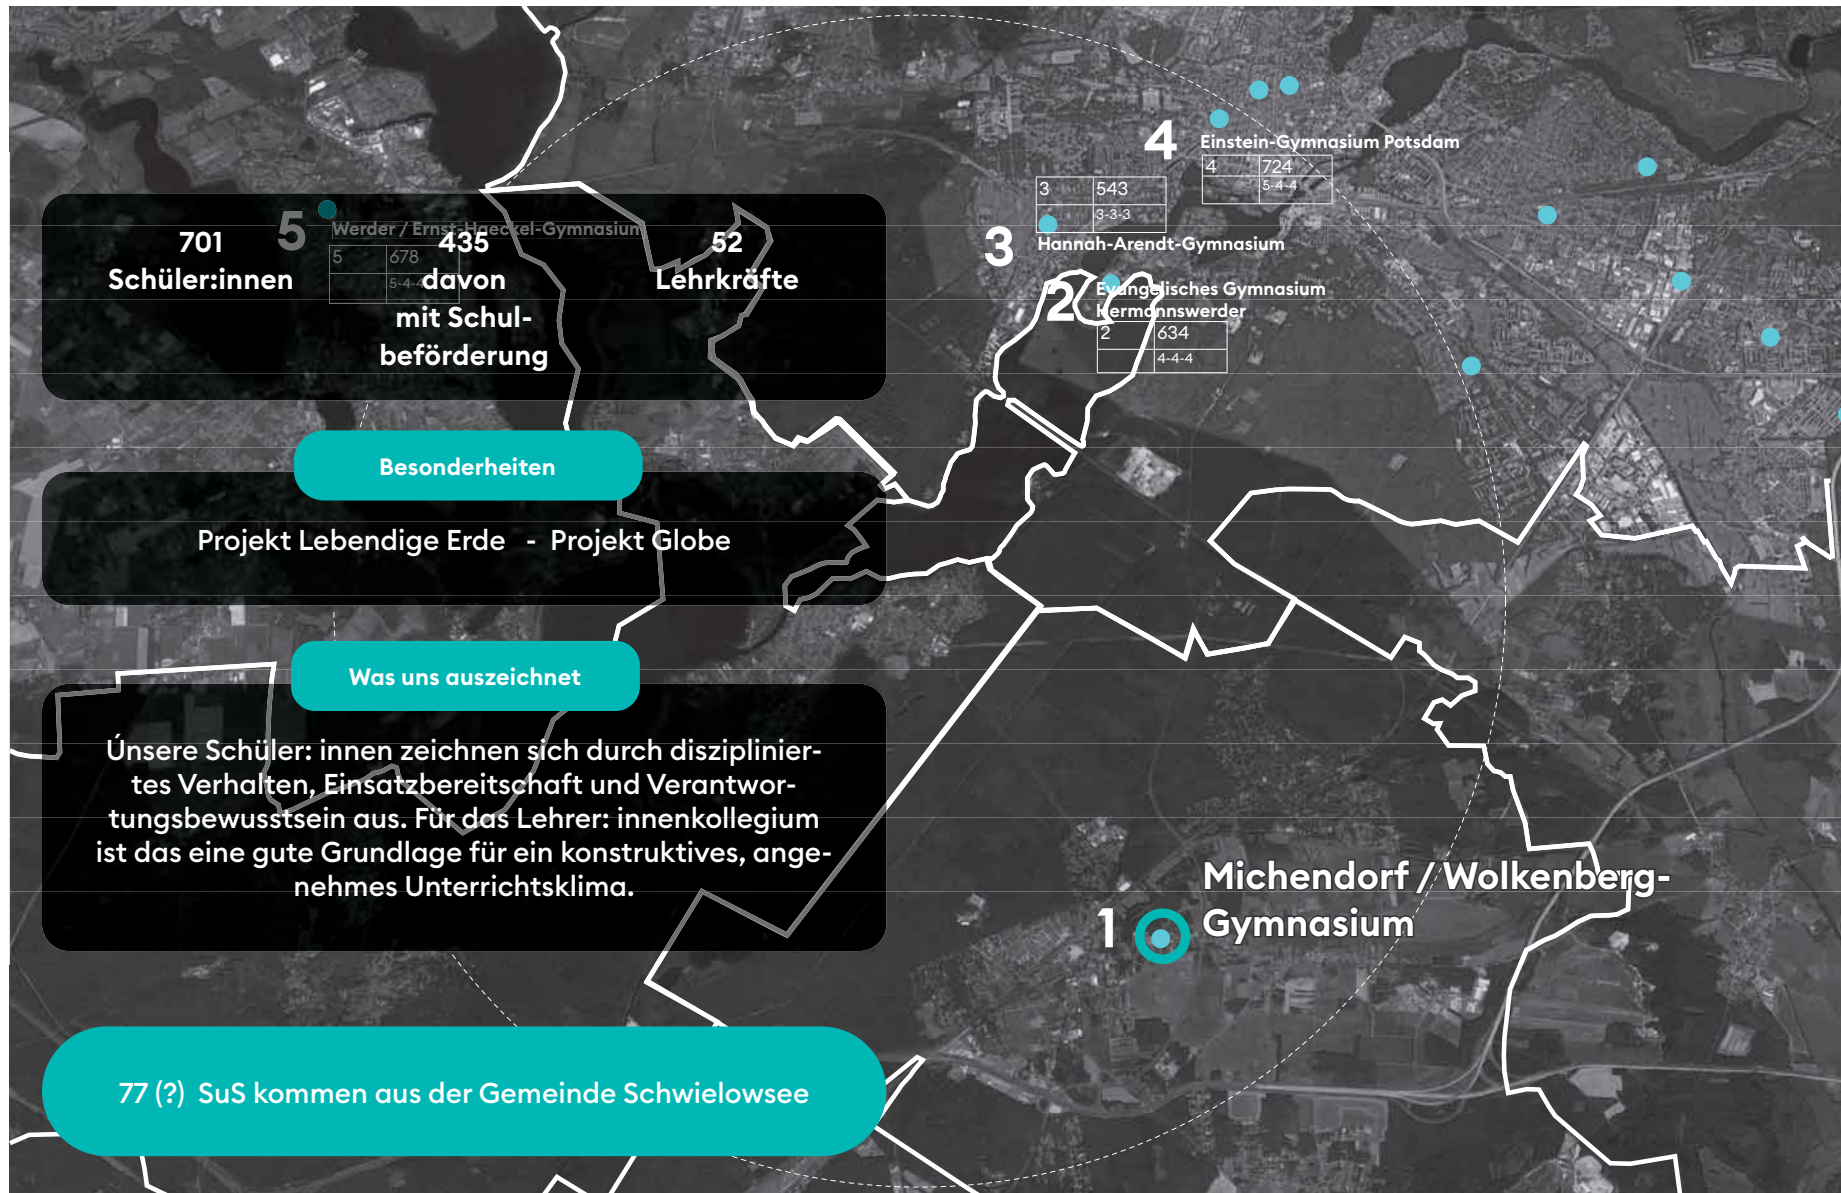 4
Einstein-Gymnasium Potsdam
4 724
5-4-4
3 543
3-3-3
3
Hannah-Arendt-Gymnasium
2
Evangelisches Gymnasium
Hermannswerder
2 634
4-4-4
5
Werder / Ernst-Haeckel-Gymnasium
5 678
5-4-4
701
Schüler:innen
435
davon
mit Schul-
beförderung
52
Lehrkräfte
Besonderheiten
Projekt Lebendige Erde - Projekt Globe
Was uns auszeichnet
Únsere Schüler: innen zeichnen sich durch disziplinier-
tes Verhalten, Einsatzbereitschaft und Verantwor-
tungsbewusstsein aus. Für das Lehrer: innenkollegium
ist das eine gute Grundlage für ein konstruktives, ange-
nehmes Unterrichtsklima.
1
Michendorf / Wolkenberg-
Gymnasium
77 (?) SuS kommen aus der Gemeinde Schwielowsee